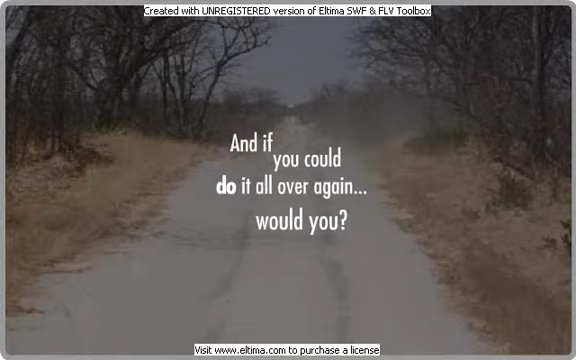 Created with UNREGISTERED version of Eltima SWF & FLV Toolbox
And if
you could
do it all over again...
would you?
Visit www.eltima.com to purchase a license